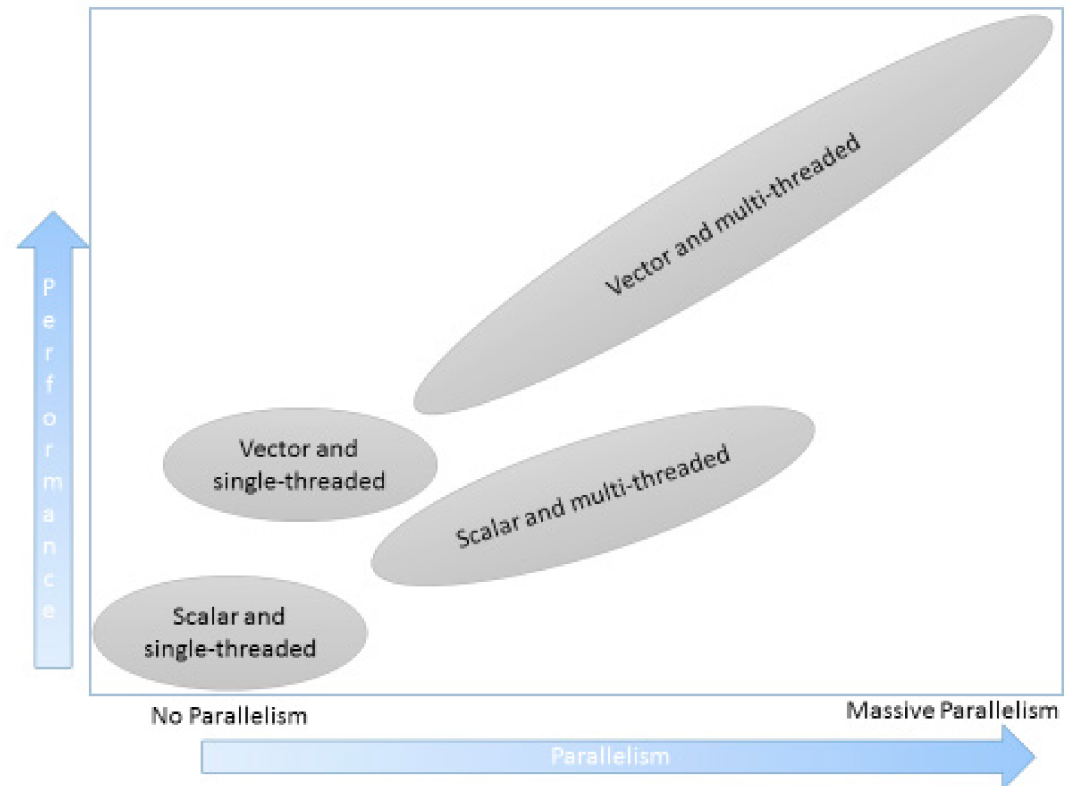 Vector and multi-threaded
Performance
Vector and
single-threaded
Scalar and multi-threaded
Scalar and
single-threaded
No Parallelism
Massive Parallelism
Parallelism